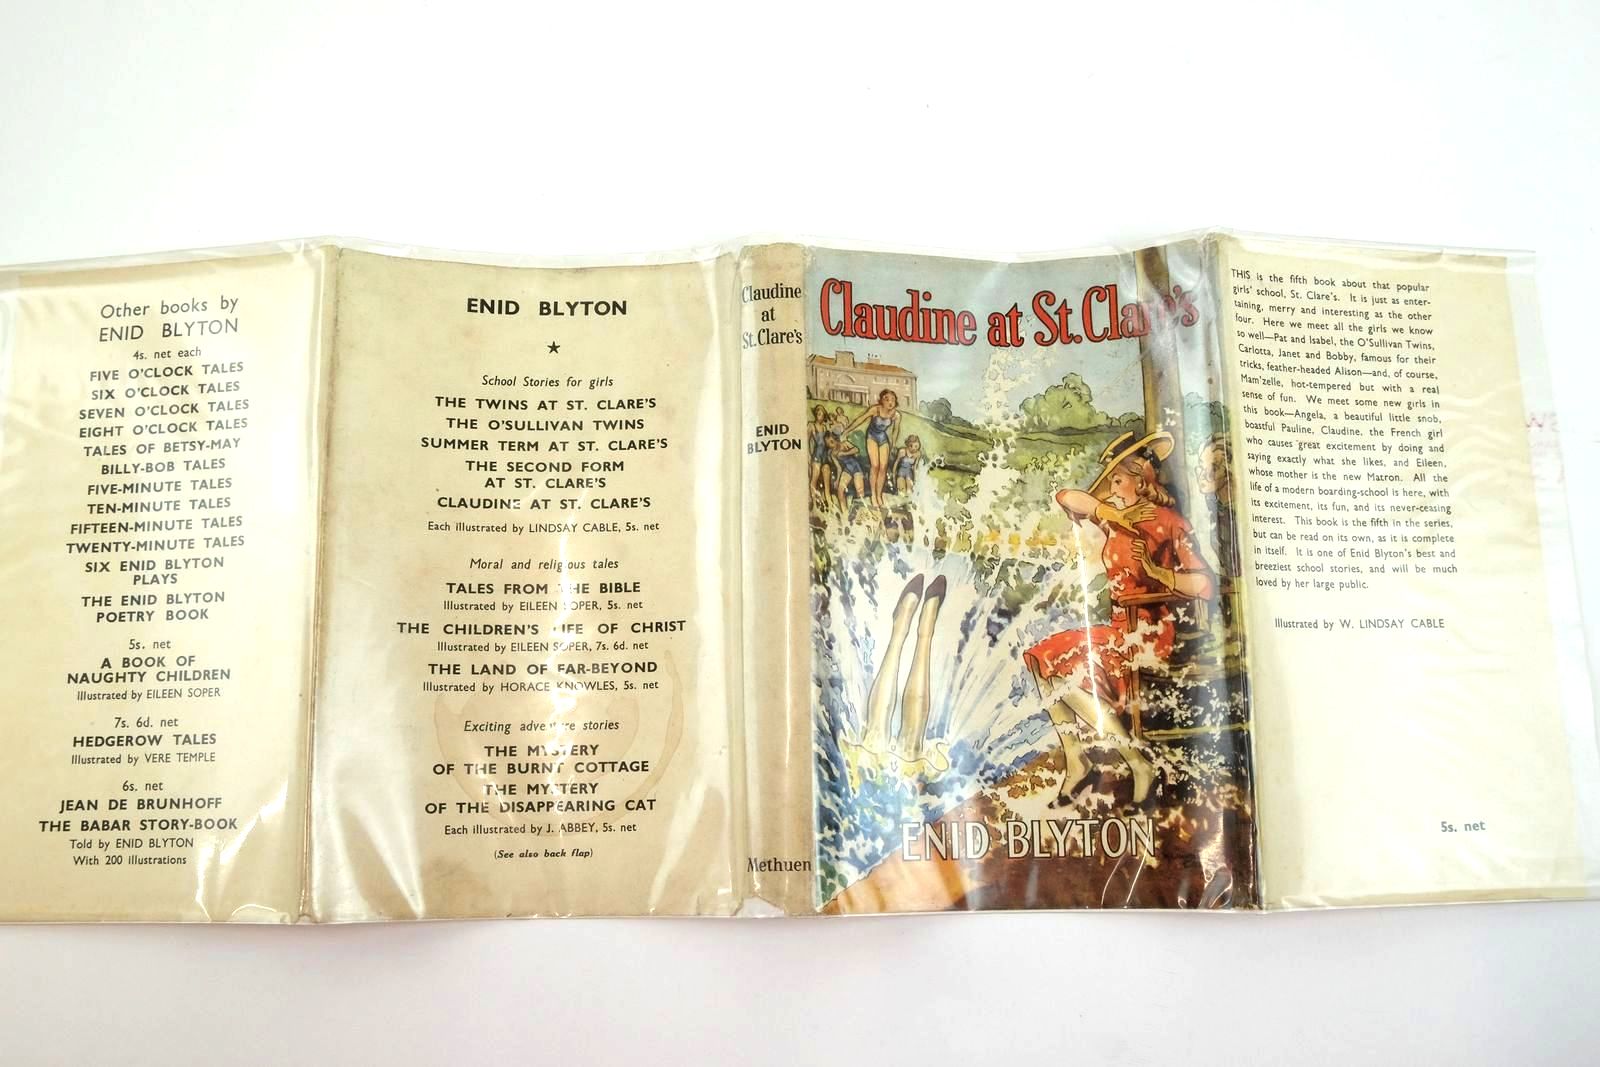 Other books by
ENID BLYTON
4s. net each
FIVE O'CLOCK TALES
SIX O'CLOCK TALES
SEVEN O'CLOCK TALES
EIGHT O'CLOCK TALES
TALES OF BETSY-MAY
BILLY-BOB TALES
FIVE-MINUTE TALES
TEN-MINUTE TALES
FIFTEEN-MINUTE TALES
TWENTY-MINUTE TALES
SIX ENID BLYTON
PLAYS
THE ENID BLYTON
POETRY BOOK
5s. net
A BOOK OF
NAUGHTY CHILDREN
Illustrated by EILEEN SOPER
7s. 6d. net
HEDGEROW TALES
Illustrated by VERE TEMPLE
6s. net
JEAN DE BRUNHOFF
THE BABAR STORY-BOOK
Told by ENID BLYTON
With 200 illustrations
ENID BLYTON
★
School Stories for girls
THE TWINS AT ST. CLARE'S
THE O'SULLIVAN TWINS
SUMMER TERM AT ST. CLARE'S
THE SECOND FORM
AT ST. CLARE'S
CLAUDINE AT ST. CLARE'S
Each illustrated by LINDSAY CABLE, 5s. net
Moral and religious tales
TALES FROM THE BIBLE
Illustrated by EILEEN SOPER, 5s. net
THE CHILDREN'S LIFE OF CHRIST
Illustrated by EILEEN SOPER, 7s. 6d. net
THE LAND OF FAR-BEYOND
Illustrated by HORACE KNOWLES, 5s. net
Exciting adventure stories
THE MYSTERY
OF THE BURNT COTTAGE
THE MYSTERY
OF THE DISAPPEARING CAT
Each illustrated by J. ABBEY, 5s. net
(See also back flap)
Claudine
at
St. Clare's
ENID
BLYTON
Methuen
Claudine at St. Clare's
ENID BLYTON
THIS is the fifth book about that popular
girls' school, St. Clare's. It is just as enter-
taining, merry and interesting as the other
four. Here we meet all the girls we know
so well—Pat and Isabel, the O'Sullivan Twins,
Carlotta, Janet and Bobby, famous for their
tricks, feather-headed Alison—and, of course,
Mam'zelle, hot-tempered but with a real
sense of fun. We meet some new girls in
this book—Angela, a beautiful little snob,
boastful Pauline, Claudine, the French girl
who causes great excitement by doing and
saying exactly what she likes, and Eileen,
whose mother is the new Matron. All the
life of a modern boarding-school is here, with
its excitement, its fun, and its never-ceasing
interest. This book is the fifth in the series,
but can be read on its own, as it is complete
in itself. It is one of Enid Blyton's best and
breeziest school stories, and will be much
loved by her large public.
Illustrated by W. LINDSAY CABLE
5s. net